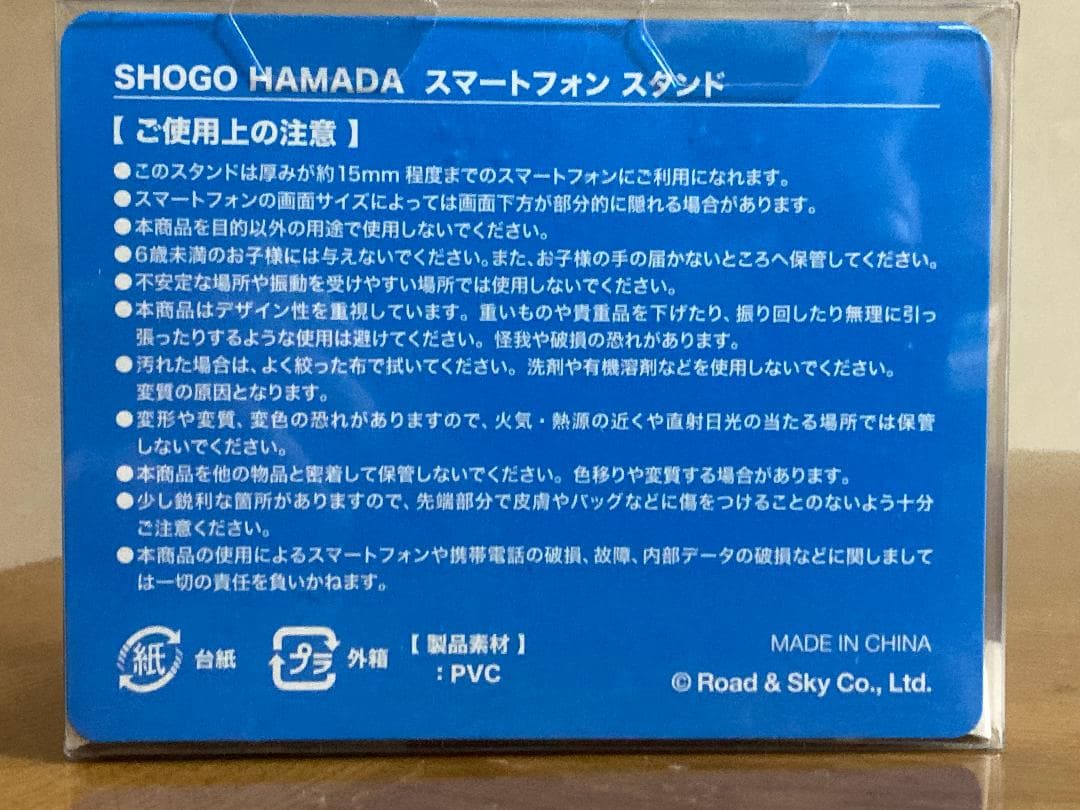 SHOGO HAMADA スマートフォン スタンド
【 ご使用上の注意 】
●このスタンドは厚みが約15mm 程度までのスマートフォンにご利用になれます。
●スマートフォンの画面サイズによっては画面下方が部分的に隠れる場合があります。
●本商品を目的以外の用途で使用しないでください。
●6歳未満のお子様には与えないでください。また、お子様の手の届かないところへ保管してください。
●不安定な場所や振動を受けやすい場所では使用しないでください。
●本商品はデザイン性を重視しています。重いものや貴重品を下げたり、振り回したり無理に引っ
張ったりするような使用は避けてください。怪我や破損の恐れがあります。
●汚れた場合は、よく絞った布で拭いてください。洗剤や有機溶剤などを使用しないでください。
変質の原因となります。
●変形や変質、変色の恐れがありますので、火気・熱源の近くや直射日光の当たる場所では保管
しないでください。
●本商品を他の物品と密着して保管しないでください。色移りや変質する場合があります。
●少し鋭利な箇所がありますので、先端部分で皮膚やバッグなどに傷をつけることのないよう十分
ご注意ください。
●本商品の使用によるスマートフォンや携帯電話の破損、故障、内部データの破損などに関しまして
は一切の責任を負いかねます。
紙 台紙 プラ 外箱 【 製品素材 】
：PVC
MADE IN CHINA
© Road & Sky Co., Ltd.